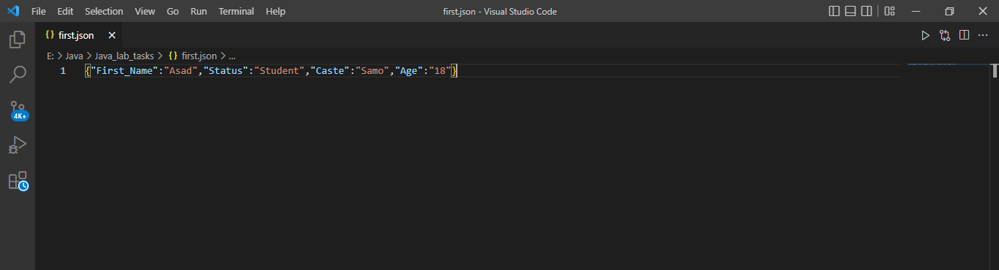 File Edit Selection View Go Run Terminal Help first.json - Visual Studio Code
{} first.json
E: > Java > Java_lab_tasks > {} first.json > ...
1 {"First_Name":"Asad","Status":"Student","Caste":"Samo","Age":"18"}
4K+